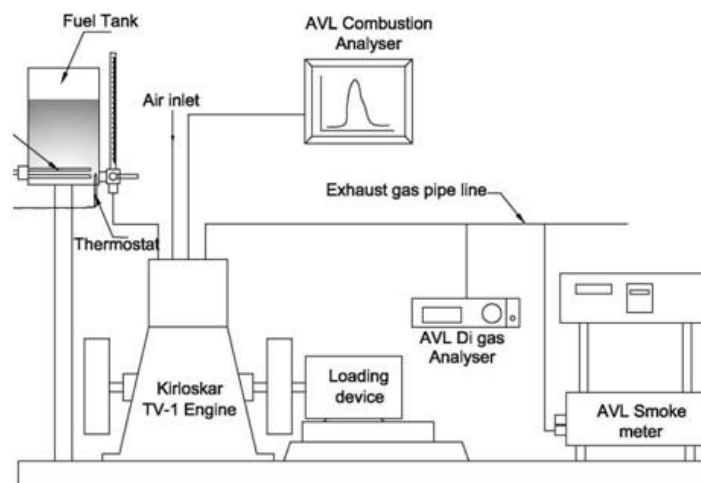 Fuel Tank
AVL Combustion
Analyser
Air inlet
Exhaust gas pipe line
Thermostat
AVL Di gas
Analyser
Kirloskar
TV-1 Engine
Loading
device
AVL Smoke
meter